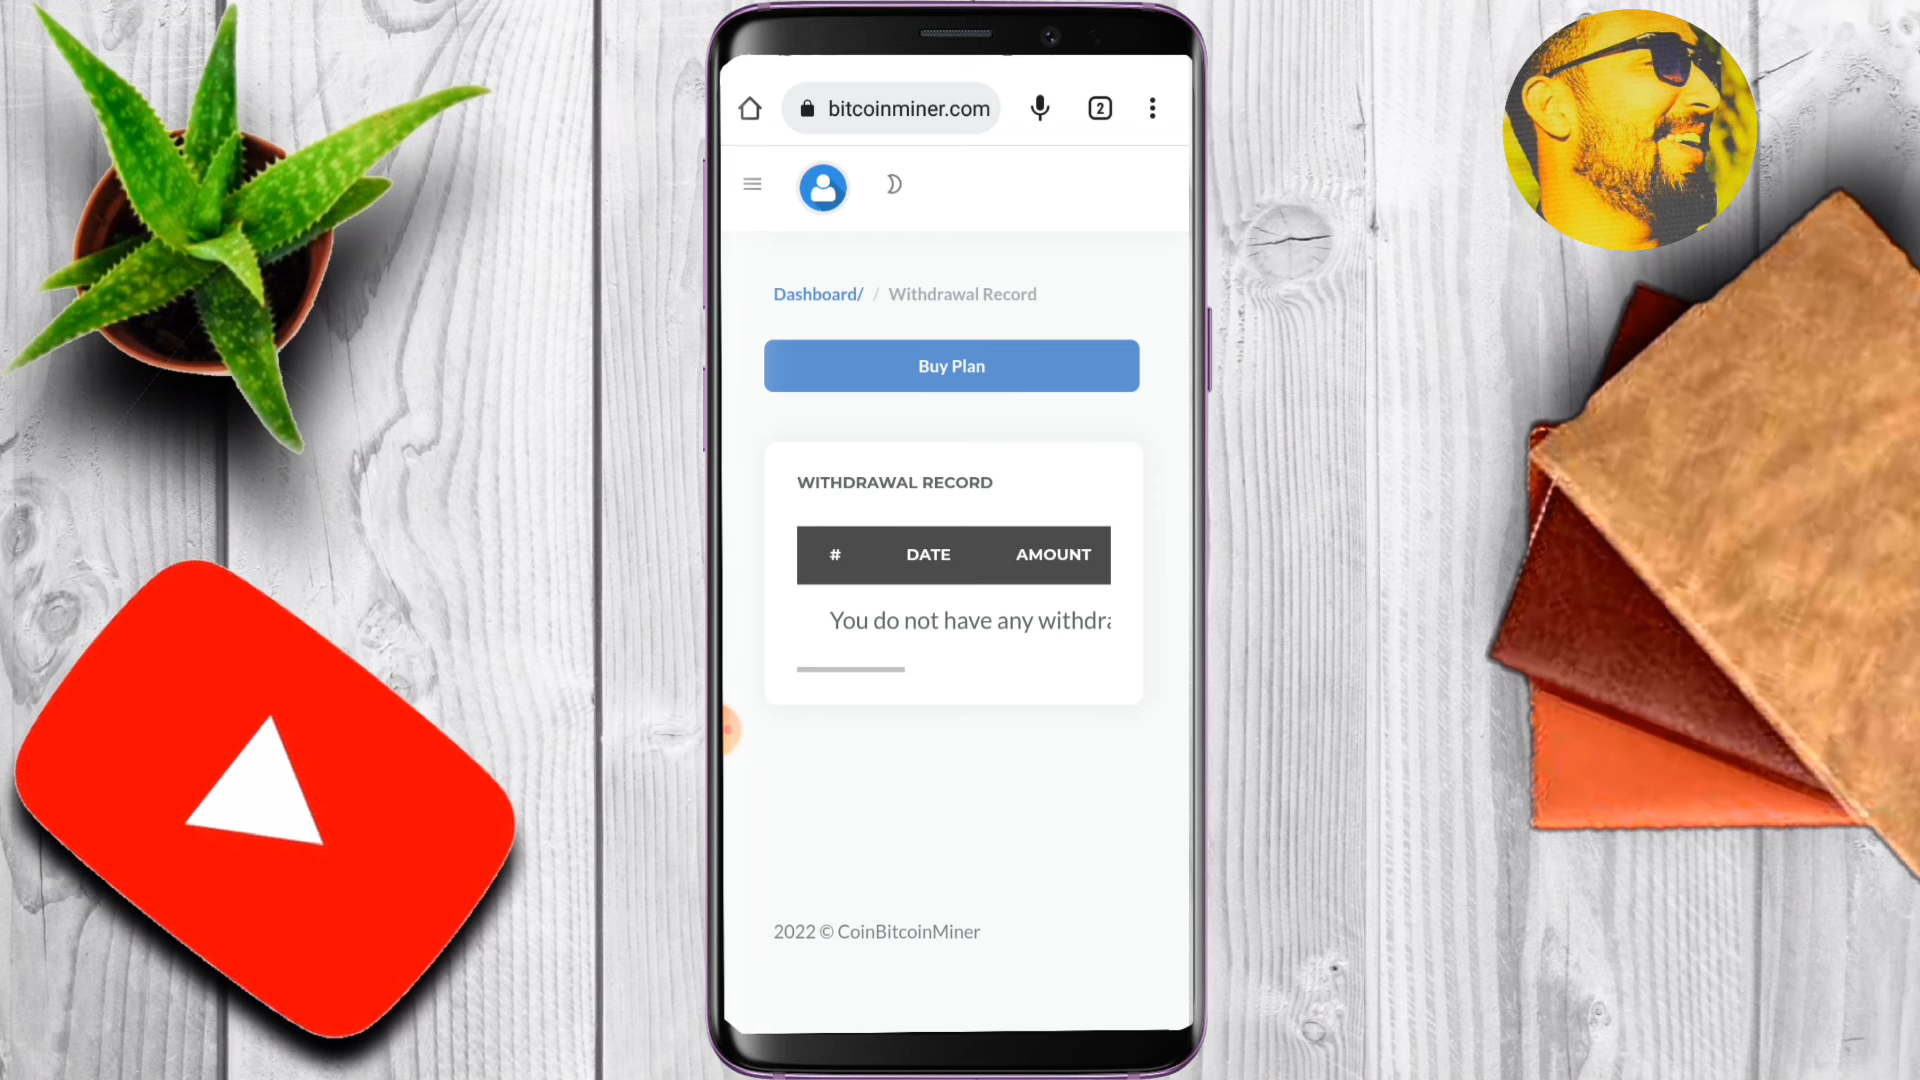 bitcoinminer.com
2
Dashboard/ / Withdrawal Record
Buy Plan
WITHDRAWAL RECORD
# DATE AMOUNT
You do not have any
2022 © CoinBitcoinMiner